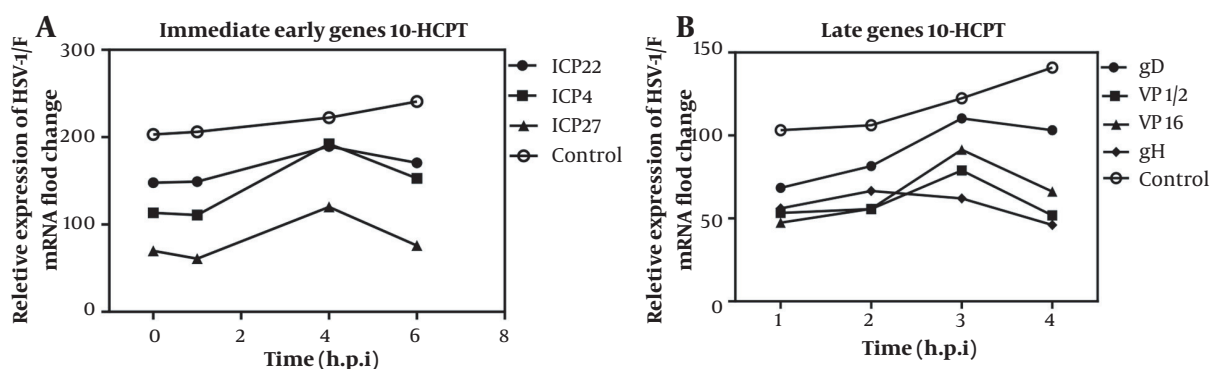 A
Immediate early genes 10-HCPT
Reletive expression of HSV-1/F
mRNA flod change
300
200
100
0
0
2
4
6
8
Time (h.p.i)
ICP22
ICP4
ICP27
Control
B
Late genes 10-HCPT
Reletive expression of HSV-1/F
mRNA flod change
150
100
50
0
1
2
3
4
Time (h.p.i)
gD
VP 1/2
VP 16
gH
Control